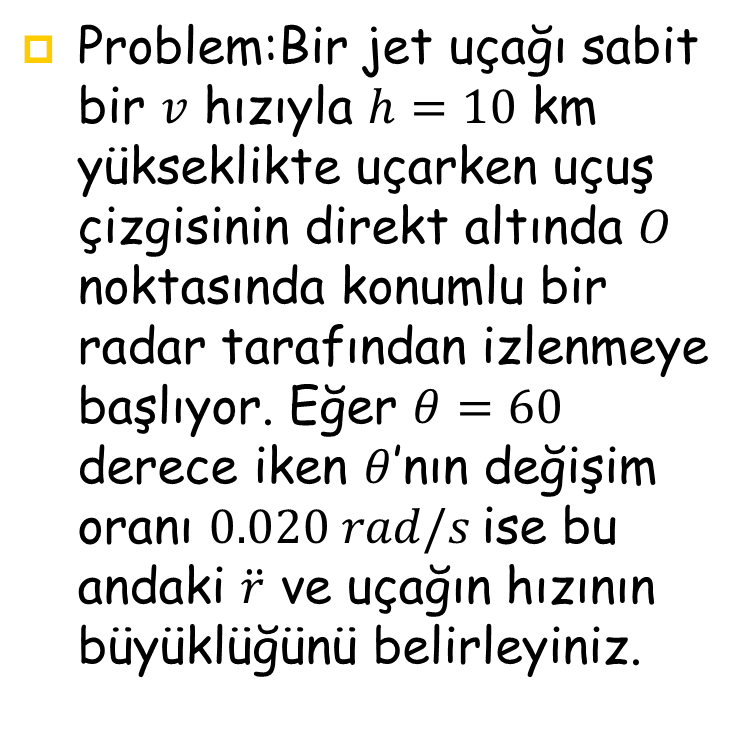 Problem:Bir jet uçağı sabit
bir v hızıyla h = 10 km
yükseklikte uçarken uçuş
çizgisinin direkt altında O
noktasında konumlu bir
radar tarafından izlenmeye
başlıyor. Eğer θ = 60
derece iken θ’nın değişim
oranı 0.020 rad/s ise bu
andaki r̈ ve uçağın hızının
büyüklüğünü belirleyiniz.